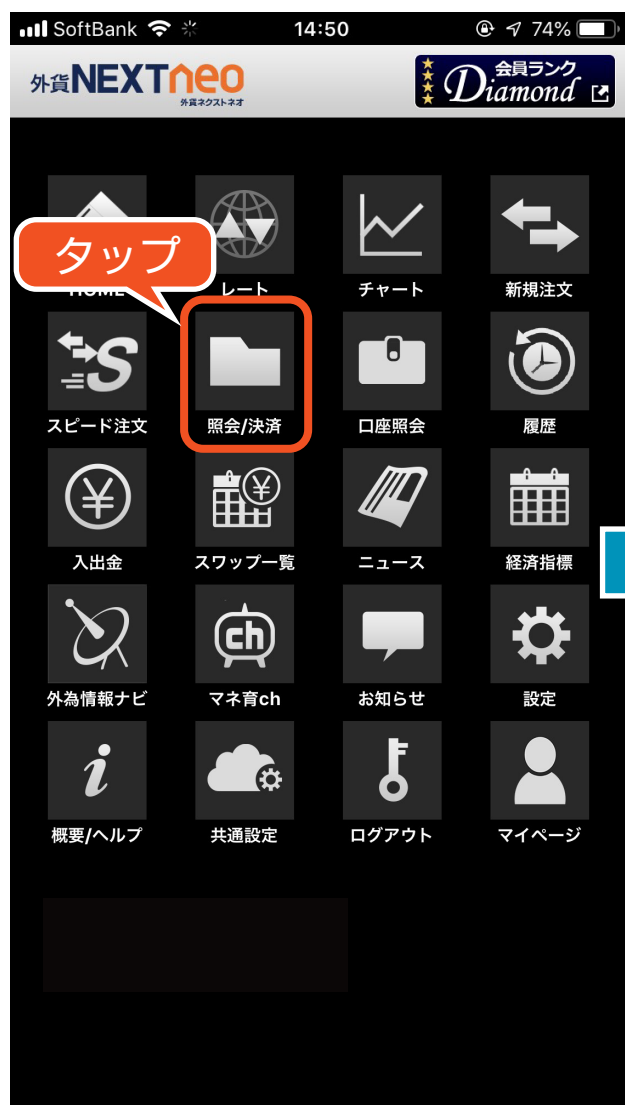 SoftBank 14:50 74%
外貨NEXTneo
外貨ネクストネオ
会員ランク
Diamond
タップ
HOME レート チャート 新規注文
スピード注文 照会/決済 口座照会 履歴
入出金 スワップ一覧 ニュース 経済指標
ch
外為情報ナビ マネ育ch お知らせ 設定
概要/ヘルプ 共通設定 ログアウト マイページ